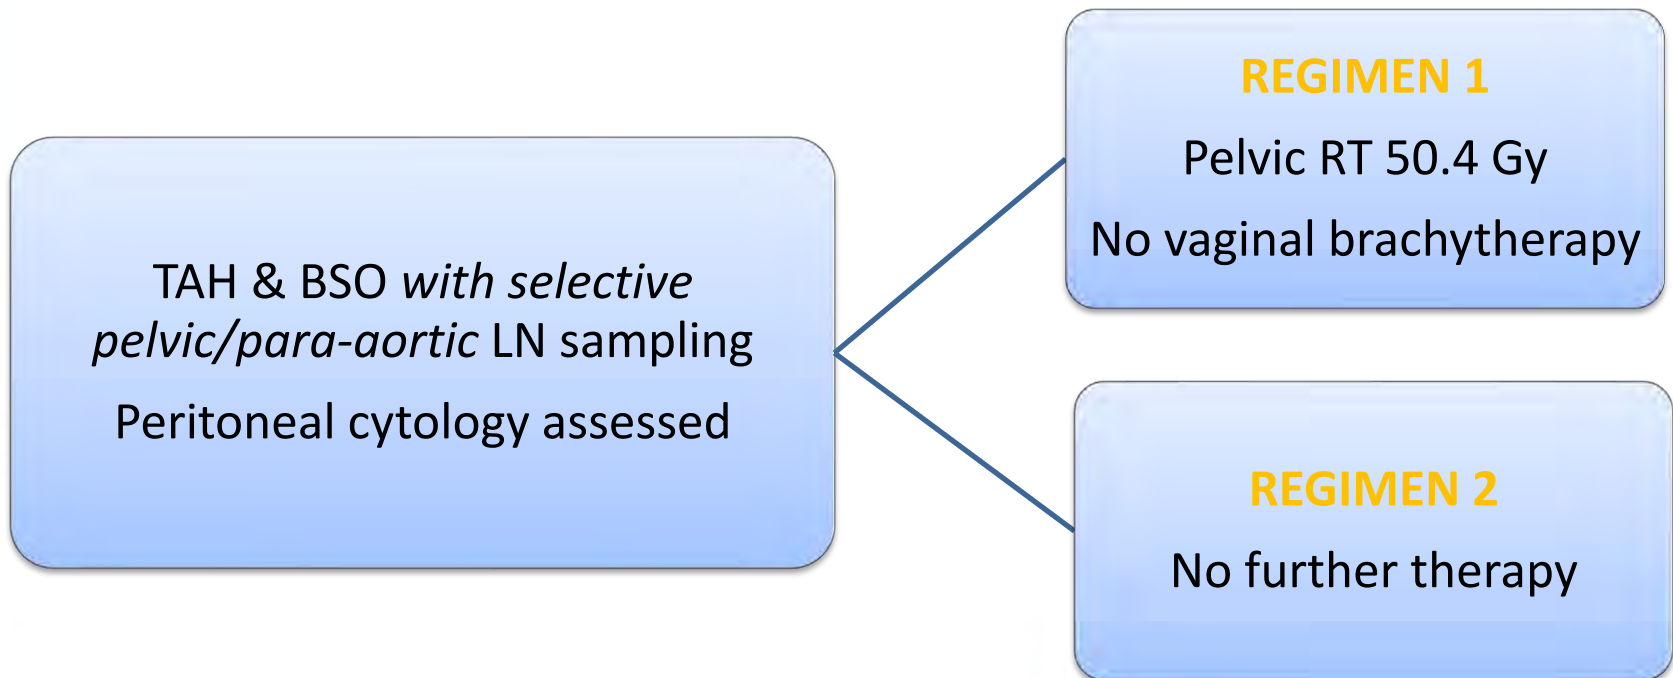 TAH & BSO with selective
pelvic/para-aortic LN sampling
Peritoneal cytology assessed
REGIMEN 1
Pelvic RT 50.4 Gy
No vaginal brachytherapy
REGIMEN 2
No further therapy